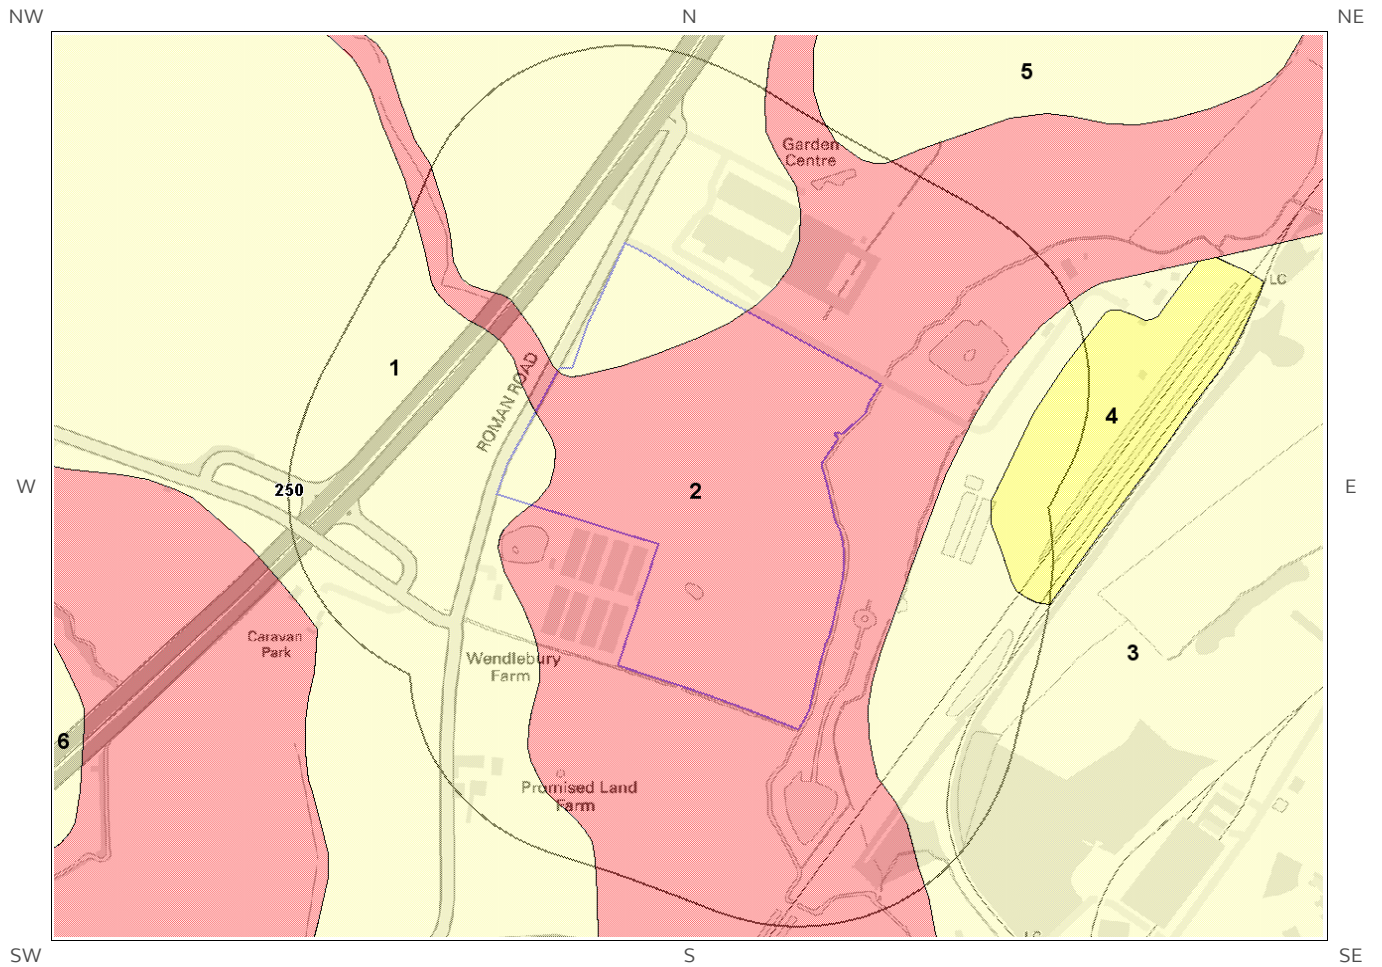 NW
N
NE
5
Garden
Centre
LC
1
ROMAN ROAD
4
W
250
2
E
Caravan
Park
Wendlebury
Farm
3
6
Promised Land
Farm
SW
S
SE